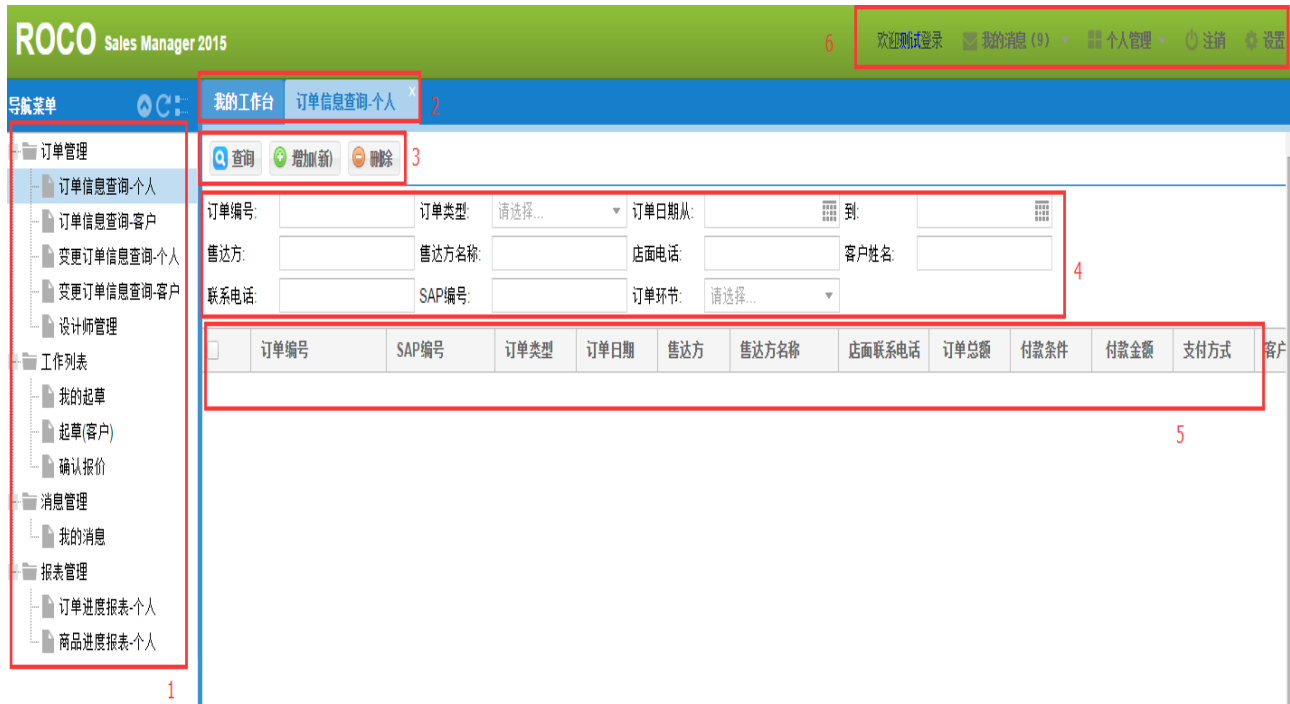 ROCO Sales Manager 2015
6
欢迎测试登录 我的消息 (9) 个人管理 注销 设置
导航菜单
我的工作台 订单信息查询-个人 x
2
查询 增加(新) 删除
3
订单管理
订单信息查询-个人
订单信息查询-客户
变更订单信息查询-个人
变更订单信息查询-客户
设计师管理
工作列表
我的起草
起草(客户)
确认报价
消息管理
我的消息
报表管理
订单进度报表-个人
商品进度报表-个人
1
订单编号: 订单类型: 请选择... 订单日期从: 到:
售达方: 售达方名称: 店面电话: 客户姓名:
联系电话: SAP编号: 订单环节: 请选择...
4
订单编号 SAP编号 订单类型 订单日期 售达方 售达方名称 店面联系电话 订单总额 付款条件 付款金额 支付方式 客户
5